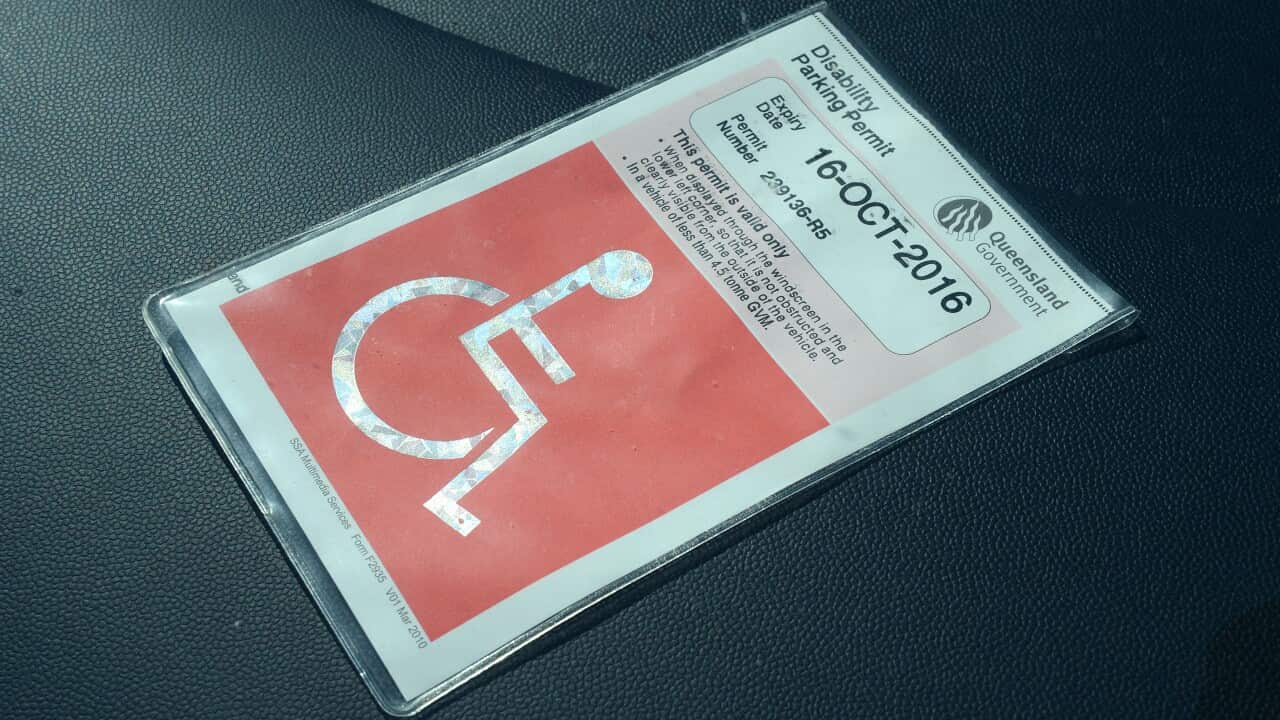 Disability
Parking Permit
Queensland
Government
Expiry
Date
16-OCT-2016
Permit
Number
239136-R5
This permit is valid only
• When displayed through the windscreen in the
lower left corner, so that it is not obstructed and
clearly visible from the outside of the vehicle.
• In a vehicle of less than 4.5 tonne GVM.
SSA Multimedia Services Form F2935 V01 Mar 2010